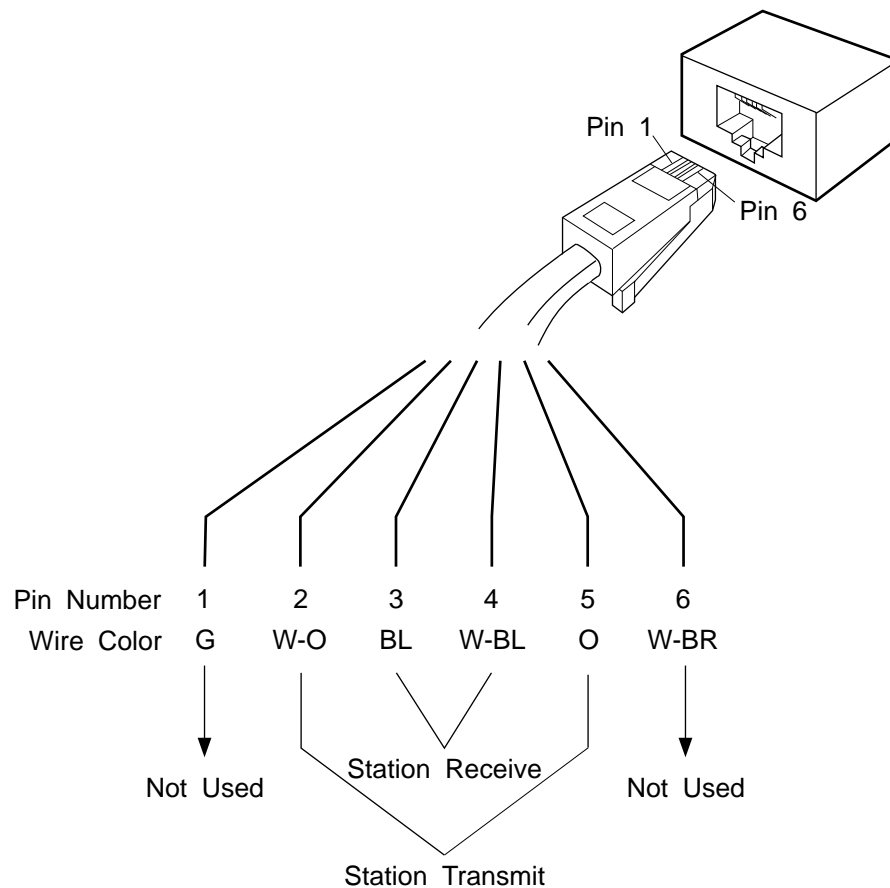 Pin 1
Pin 6
Pin Number 1 2 3 4 5 6
Wire Color G W-O BL W-BL O W-BR
Station Receive
Not Used Not Used
Station Transmit